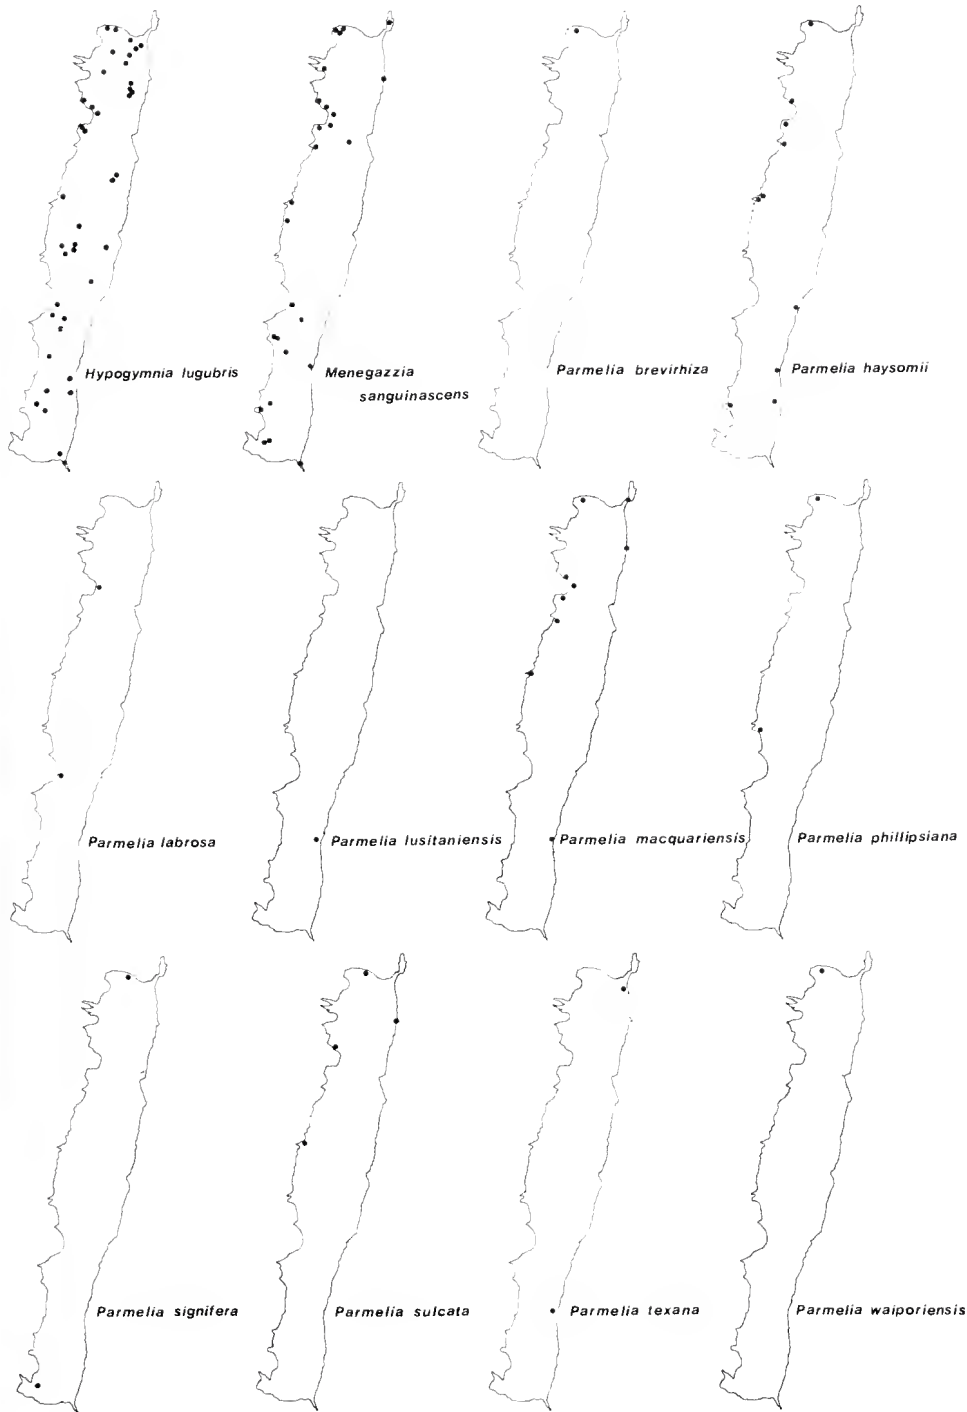 Hypogymnia lugubris
Menegazzia
sanguinascens
Parmelia brevirhiza
Parmelia haysomii
Parmelia labrosa
Parmelia lusitaniensis
Parmelia macquariensis
Parmelia phillipsiana
Parmelia signifera
Parmelia sulcata
Parmelia texana
Parmelia waiporiensis